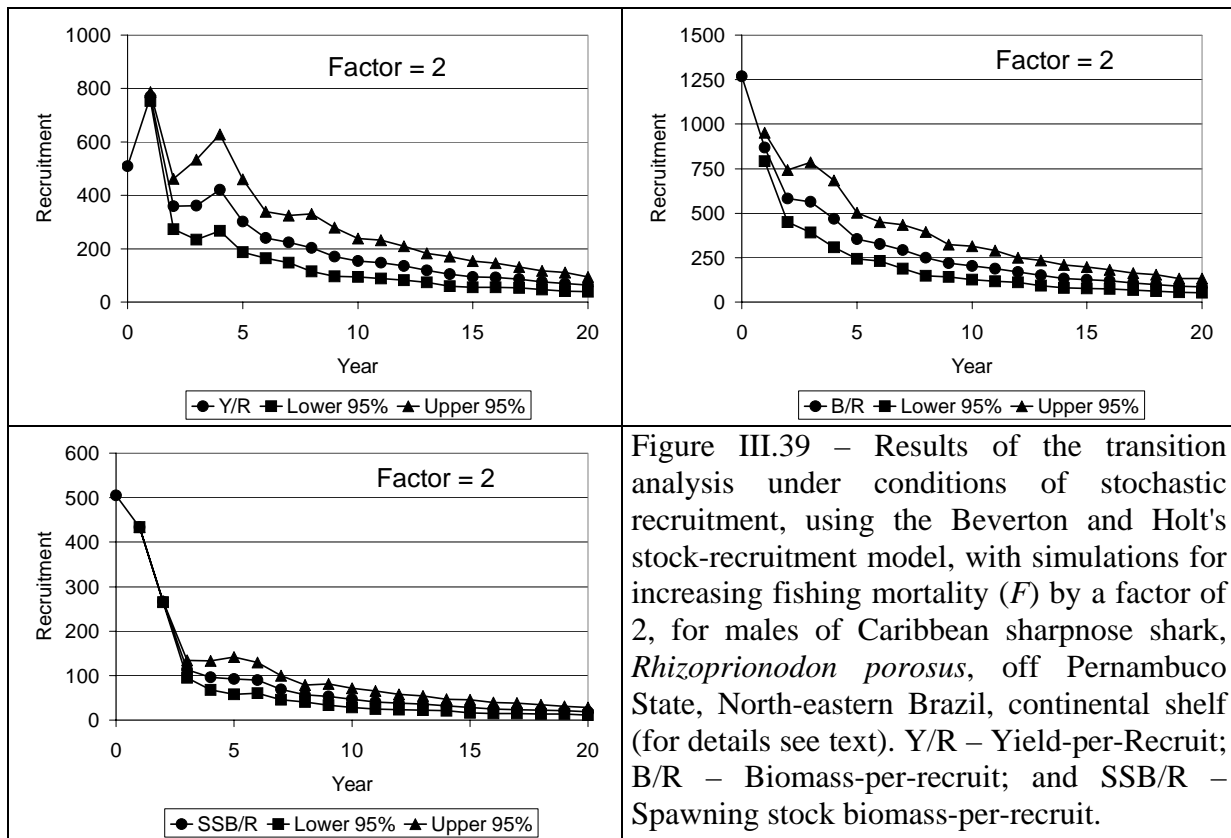 1000
800
600
400
200
0
Recruitment
Factor = 2
0 5 10 15 20
Year
Y/R Lower 95% Upper 95%
1500
1250
1000
750
500
250
0
Recruitment
Factor = 2
0 5 10 15 20
Year
B/R Lower 95% Upper 95%
600
500
400
300
200
100
0
Recruitment
Factor = 2
0 5 10 15 20
Year
SSB/R Lower 95% Upper 95%
Figure III.39 – Results of the transition
analysis under conditions of stochastic
recruitment, using the Beverton and Holt's
stock-recruitment model, with simulations for
increasing fishing mortality (F) by a factor of
2, for males of Caribbean sharpnose shark,
Rhizoprionodon porosus, off Pernambuco
State, North-eastern Brazil, continental shelf
(for details see text). Y/R – Yield-per-Recruit;
B/R – Biomass-per-recruit; and SSB/R –
Spawning stock biomass-per-recruit.